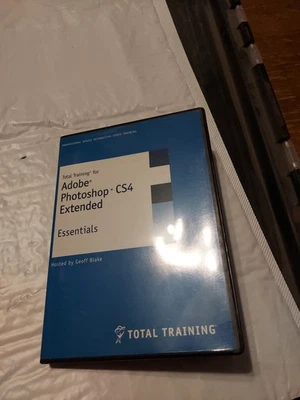 Total Training® for
Adobe®
Photoshop® CS4
Extended
Essentials
Hosted by Geoff Blake
TOTAL TRAINING®